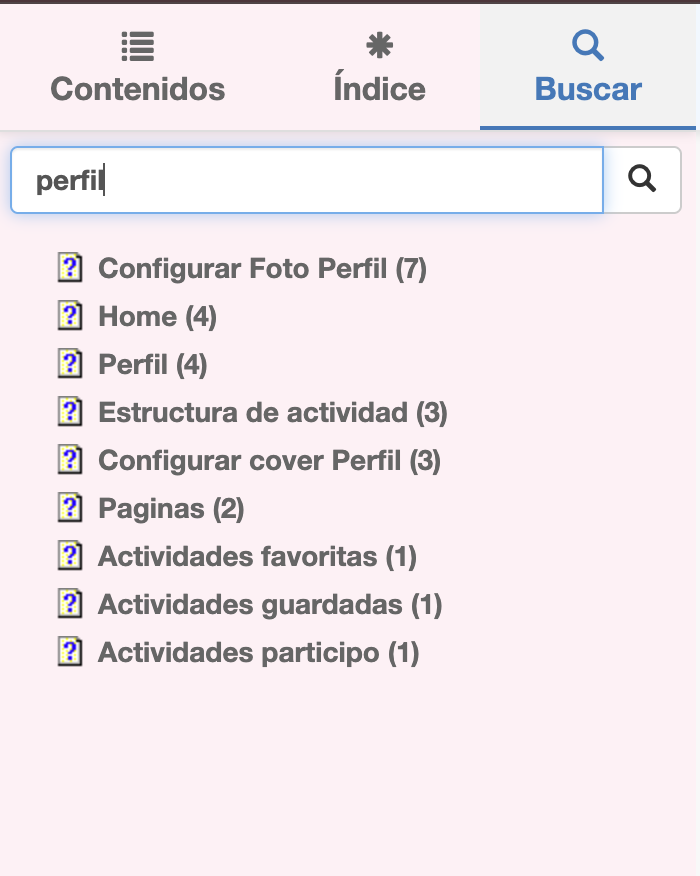 Contenidos
Índice
Buscar
perfil
Configurar Foto Perfil (7)
Home (4)
Perfil (4)
Estructura de actividad (3)
Configurar cover Perfil (3)
Paginas (2)
Actividades favoritas (1)
Actividades guardadas (1)
Actividades participo (1)